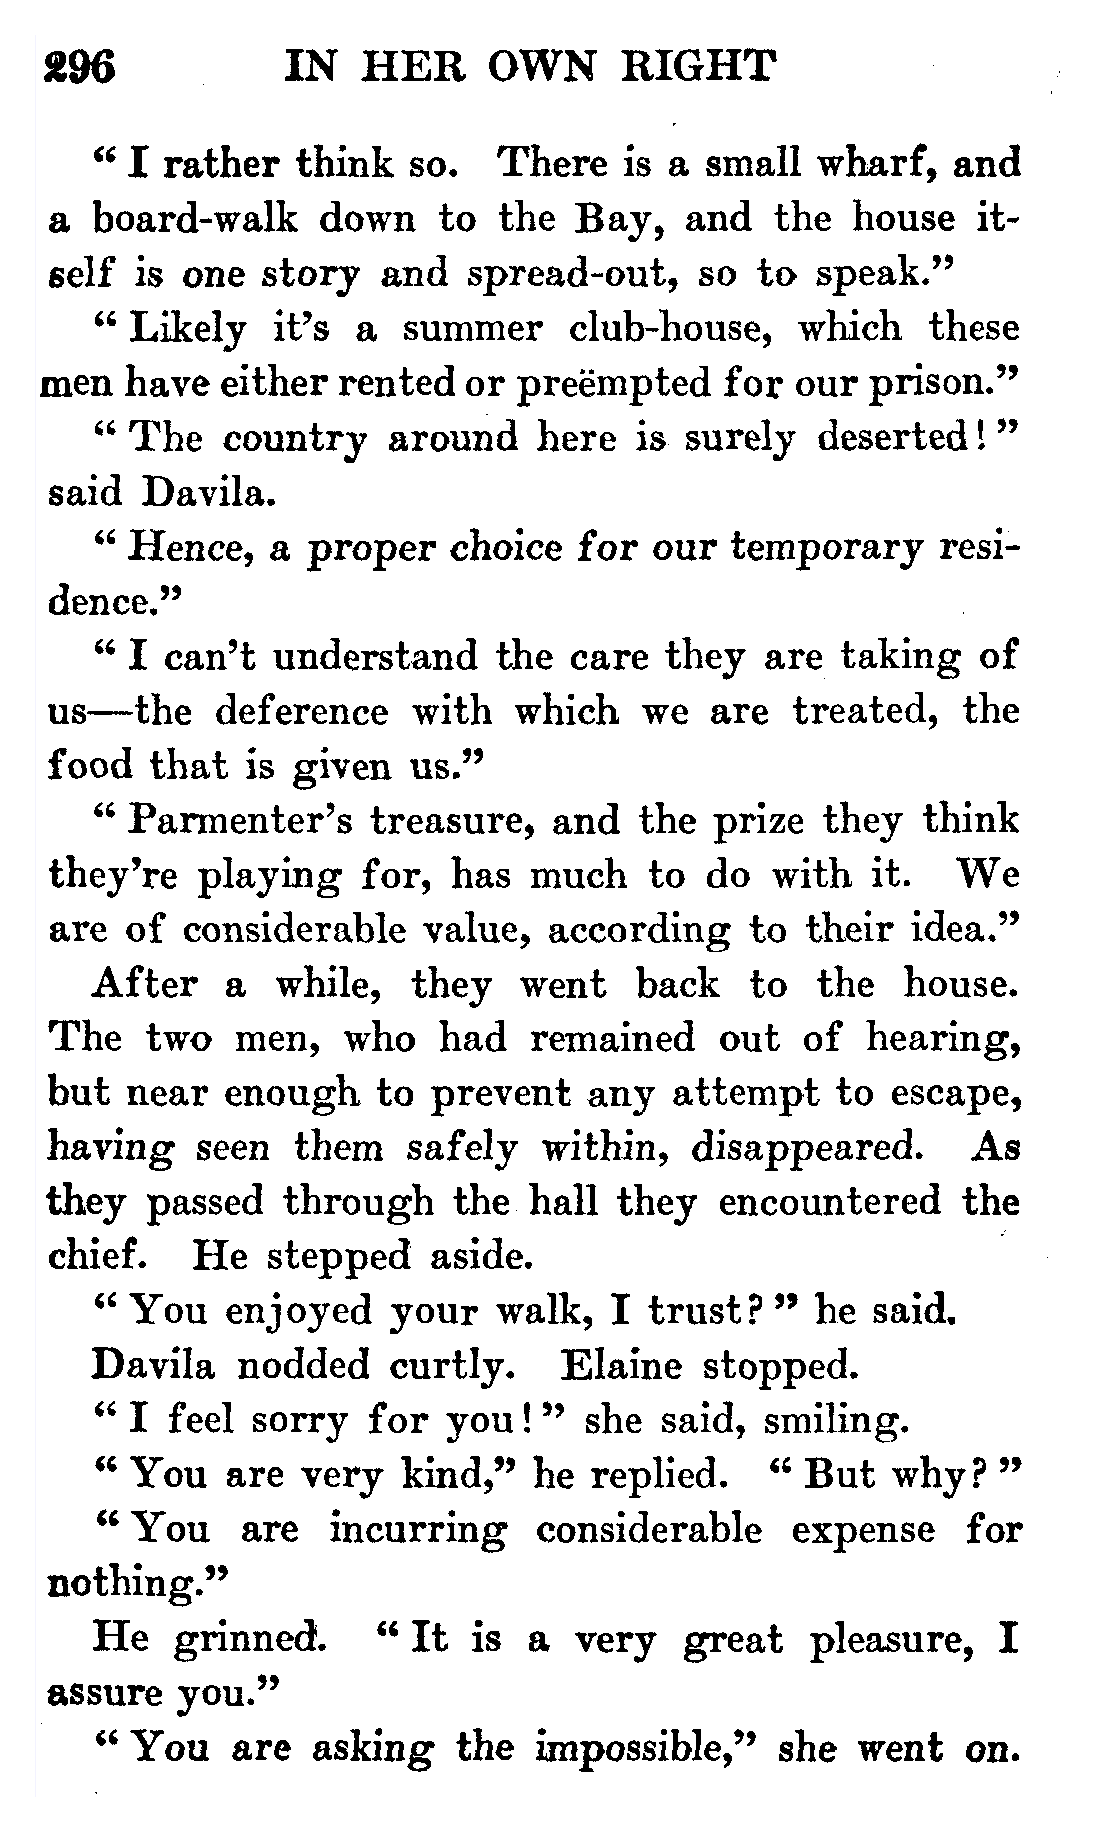 296 IN HER OWN RIGHT
“ I rather think so. There is a small wharf, and
a board-walk down to the Bay, and the house it-
self is one story and spread-out, so to speak.”
“ Likely it’s a summer club-house, which these
men have either rented or preëmpted for our prison.”
“ The country around here is surely deserted! ”
said Davila.
“ Hence, a proper choice for our temporary resi-
dence.”
“ I can’t understand the care they are taking of
us—the deference with which we are treated, the
food that is given us.”
“ Parmenter’s treasure, and the prize they think
they’re playing for, has much to do with it. We
are of considerable value, according to their idea.”
After a while, they went back to the house.
The two men, who had remained out of hearing,
but near enough to prevent any attempt to escape,
having seen them safely within, disappeared. As
they passed through the hall they encountered the
chief. He stepped aside.
“ You enjoyed your walk, I trust? ” he said.
Davila nodded curtly. Elaine stopped.
“ I feel sorry for you! ” she said, smiling.
“ You are very kind,” he replied. “ But why? ”
“ You are incurring considerable expense for
nothing.”
He grinned. “ It is a very great pleasure, I
assure you.”
“ You are asking the impossible,” she went on.